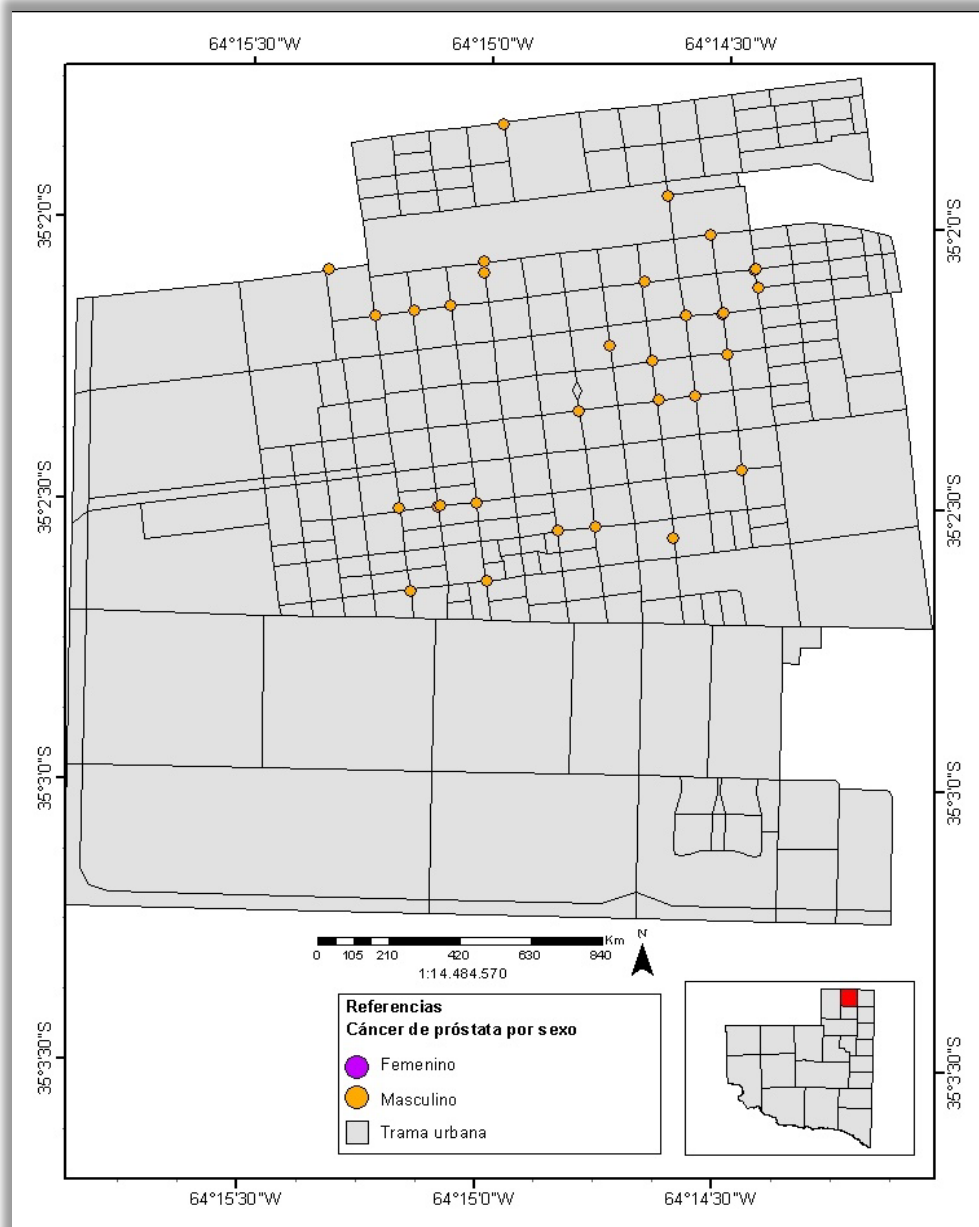 64°15'30"W 64°15'0"W 64°14'30"W
35°2'0"S 35°2'0"S
35°2'30"S 35°2'30"S
35°3'0"S 35°3'0"S
35°3'30"S 35°3'30"S
Km
0 105 210 420 630 840
1:14.484.570
N
Referencias
Cáncer de próstata por sexo
Femenino
Masculino
Trama urbana
64°15'30"W 64°15'0"W 64°14'30"W